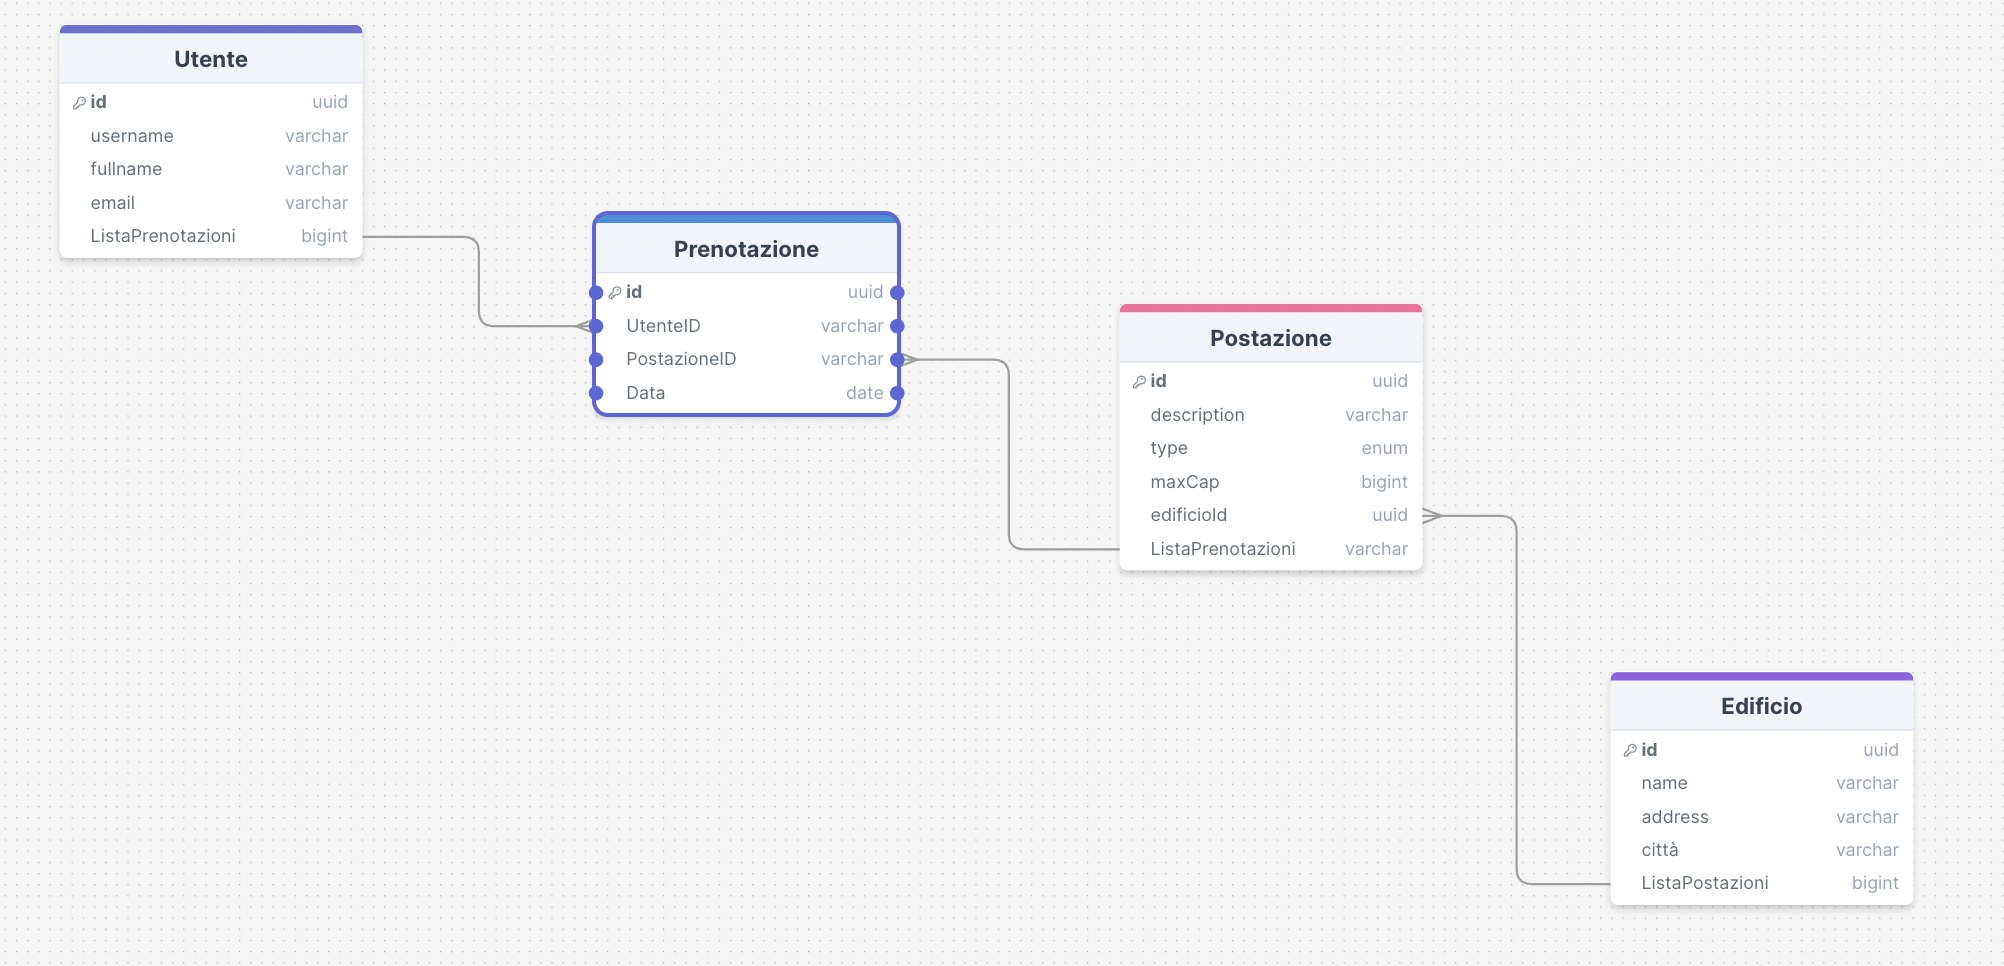 Utente
id uuid
username varchar
fullname varchar
email varchar
ListaPrenotazioni bigint
Prenotazione
id uuid
UtenteID varchar
PostazioneID varchar
Data date
Postazione
id uuid
description varchar
type enum
maxCap bigint
edificioId uuid
ListaPrenotazioni varchar
Edificio
id uuid
name varchar
address varchar
città varchar
ListaPostazioni bigint